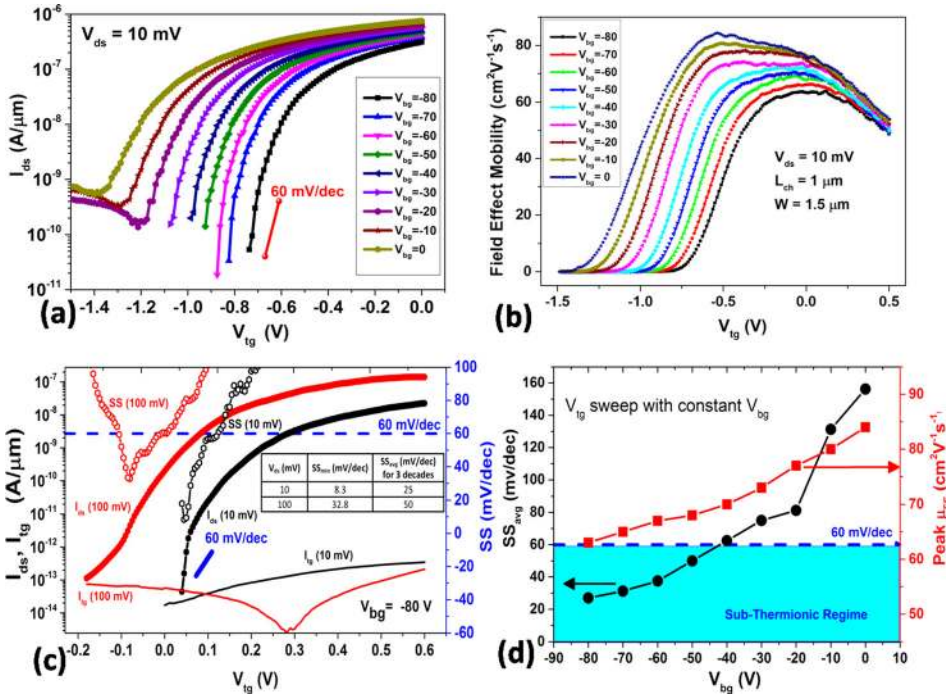 V_ds = 10 mV
I_ds (A/μm)
10^-6
10^-7
10^-8
10^-9
10^-10
10^-11
V_bg=-80
V_bg=-70
V_bg=-60
V_bg=-50
V_bg=-40
V_bg=-30
V_bg=-20
V_bg=-10
V_bg=0
60 mV/dec
-1.4 -1.2 -1.0 -0.8 -0.6 -0.4 -0.2 0.0
(a)
V_tg (V)
Field Effect Mobility (cm²V⁻¹s⁻¹)
80
60
40
20
0
V_bg=-80
V_bg=-70
V_bg=-60
V_bg=-50
V_bg=-40
V_bg=-30
V_bg=-20
V_bg=-10
V_bg= 0
V_ds = 10 mV
L_ch = 1 μm
W = 1.5 μm
-1.5 -1.0 -0.5 0.0 0.5
(b)
V_tg (V)
I_ds, I_tg (A/μm)
10^-7
10^-8
10^-9
10^-10
10^-11
10^-12
10^-13
10^-14
SS (100 mV)
SS (10 mV)
60 mV/dec
I_ds (100 mV)
I_ds (10 mV)
V_ds (mV) SS_min (mV/dec) SS_avg (mV/dec) for 3 decades
10 8.3 25
100 32.8 50
60 mV/dec
I_tg (10 mV)
I_tg (100 mV)
V_bg= -80 V
100
80
60
40
20
0
-20
-40
-60
SS (mV/dec)
-0.2 -0.1 0.0 0.1 0.2 0.3 0.4 0.5 0.6
(c)
V_tg (V)
SS_avg (mv/dec)
160
140
120
100
80
60
40
20
0
V_tg sweep with constant V_bg
60 mV/dec
Sub-Thermionic Regime
90
85
80
75
70
65
60
55
50
Peak (cm²V⁻¹s⁻¹)
-90 -80 -70 -60 -50 -40 -30 -20 -10 0 10
(d)
V_bg (V)